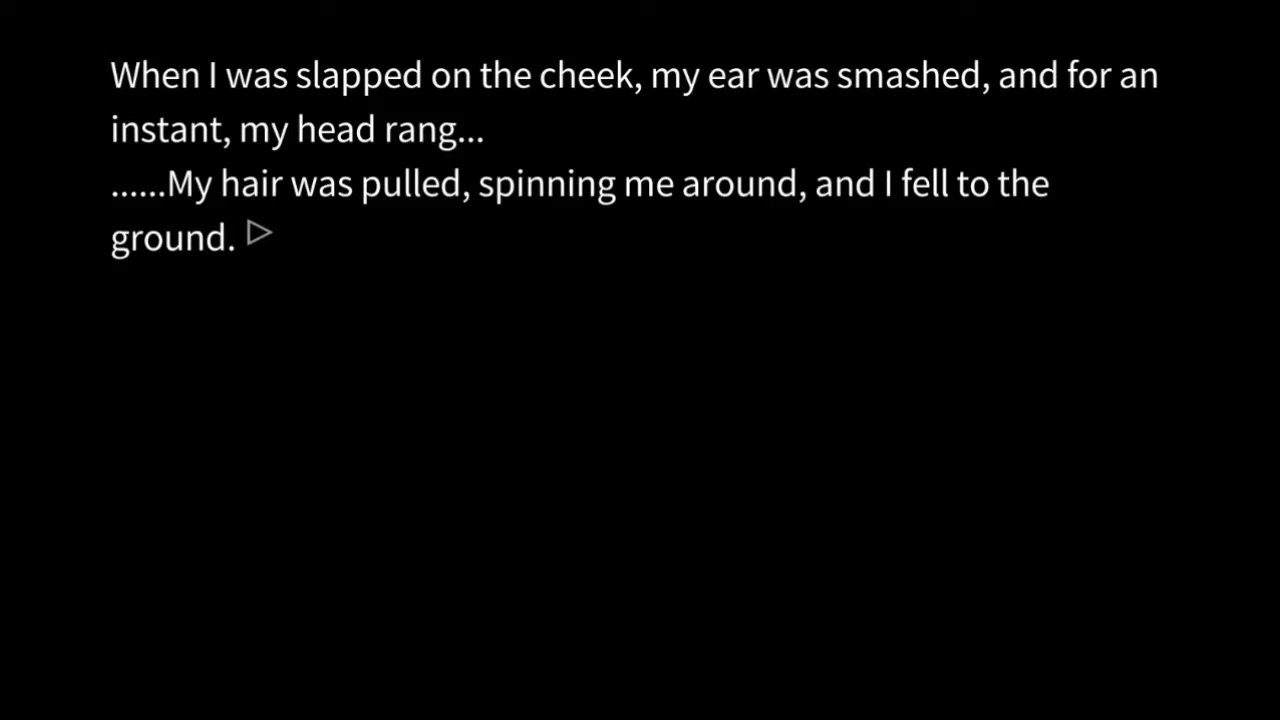 When I was slapped on the cheek, my ear was smashed, and for an
instant, my head rang...
......My hair was pulled, spinning me around, and I fell to the
ground.